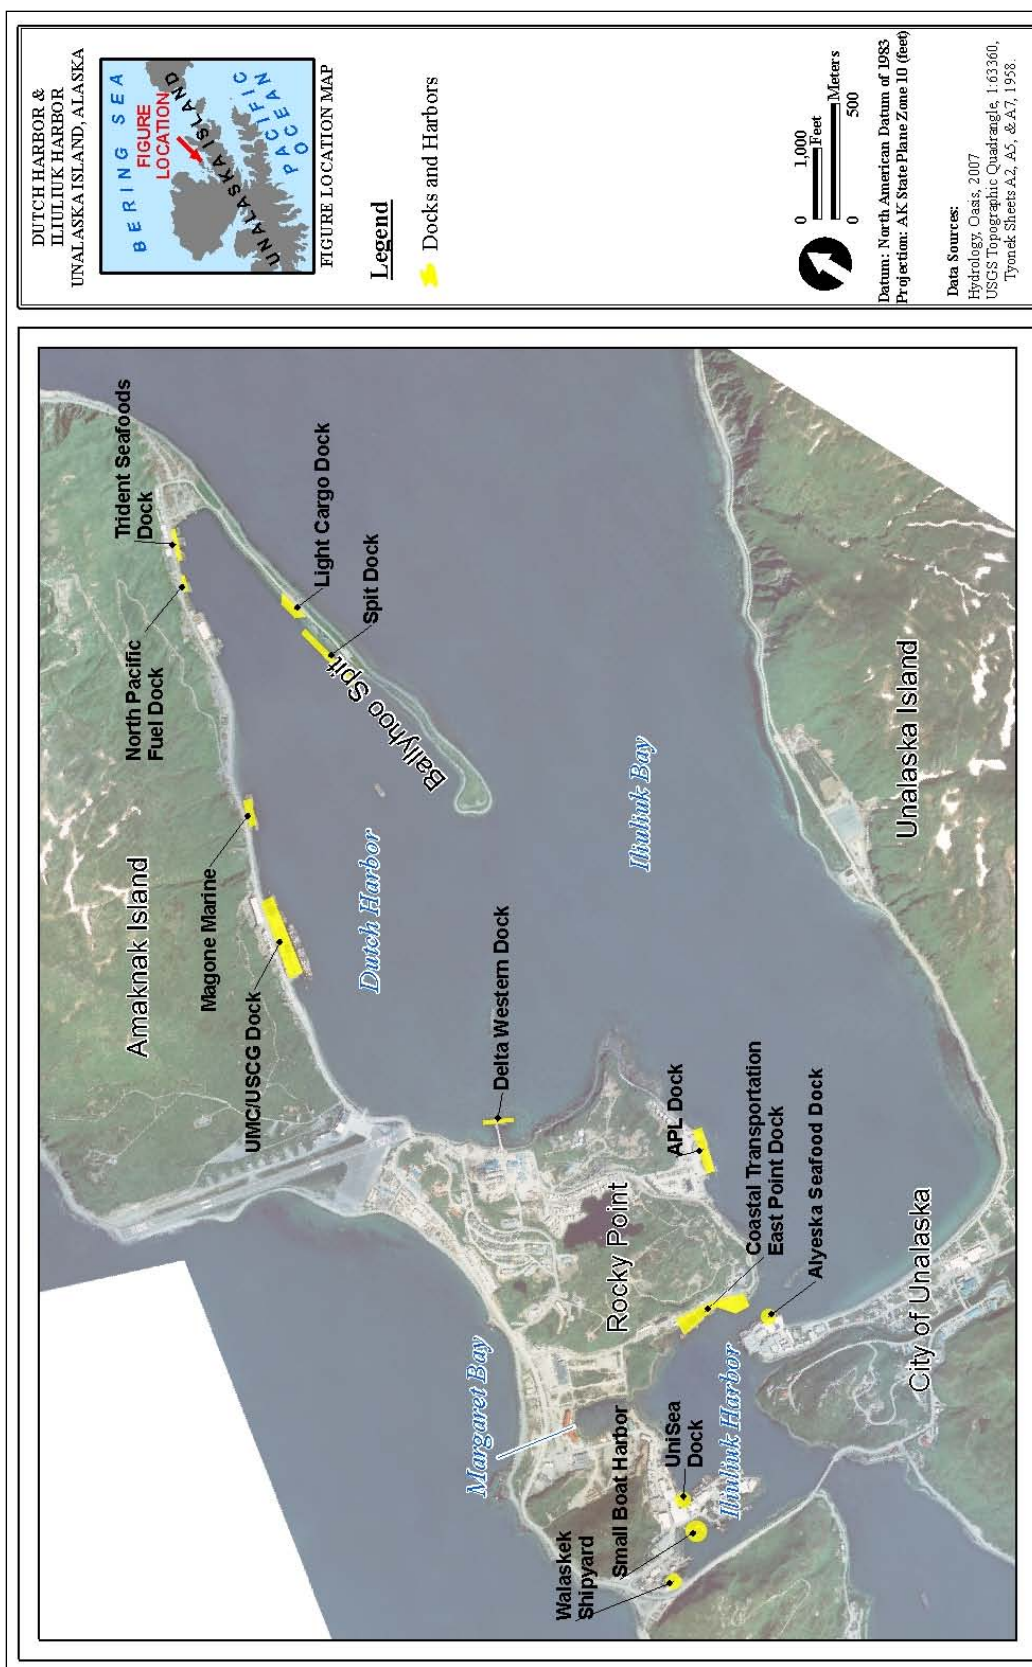 DUTCH HARBOR &
ILIULIUK HARBOR
UNALASKA ISLAND, ALASKA
BERING SEA
FIGURE
LOCATION
UNALASKA ISLAND
PACIFIC
OCEAN
FIGURE LOCATION MAP
Legend
Docks and Harbors
0 1,000
Feet
Meters
0 500
Datum: North American Datum of 1983
Projection: AK State Plane Zone 10 (feet)
Data Sources:
Hydrology, Oasis, 2007
USGS Topographic Quadrangle, 1:63360,
Tyonek Sheets A2, A5, & A7, 1958.
Trident Seafoods
Dock
North Pacific
Fuel Dock
Light Cargo Dock
Spit Dock
Ballyhoo Spit
Magone Marine
Amaknak Island
UMC/USCG Dock
Dutch Harbor
Iliuliuk Bay
Unalaska Island
Delta Western Dock
APL Dock
Rocky Point
Coastal Transportation
East Point Dock
Alyeska Seafood Dock
City of Unalaska
Margaret Bay
Iliuliuk Harbor
UniSea
Dock
Small Boat Harbor
Walaskek
Shipyard